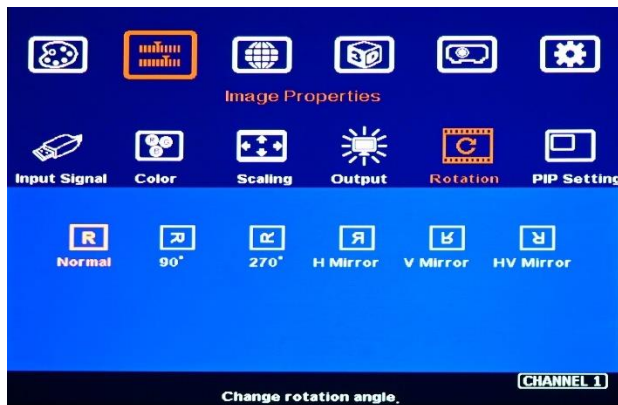 3D
Image Properties
Input Signal Color Scaling Output Rotation PIP Setting
R R R R R R
Normal 90° 270° H Mirror V Mirror HV Mirror
CHANNEL 1
Change rotation angle.